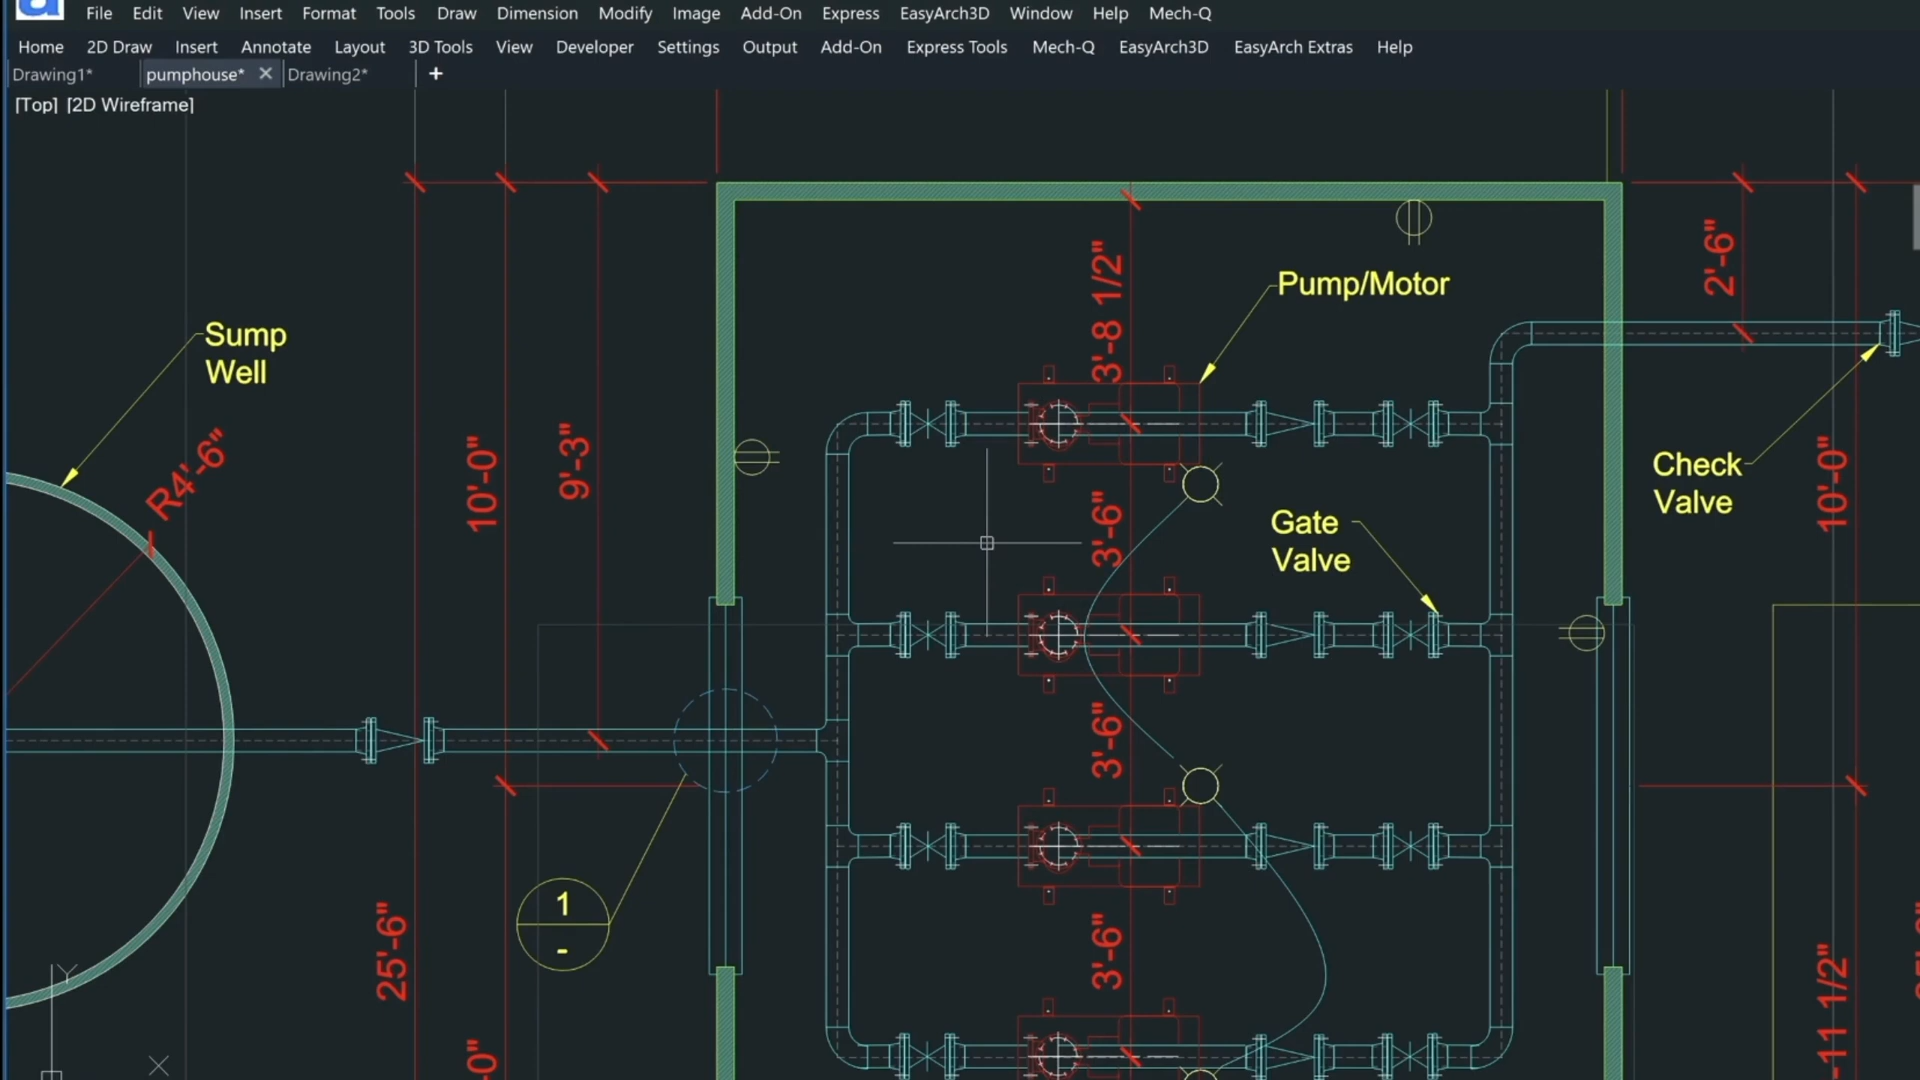 File Edit View Insert Format Tools Draw Dimension Modify Image Add-On Express EasyArch3D Window Help Mech-Q
Home 2D Draw Insert Annotate Layout 3D Tools View Developer Settings Output Add-On Express Tools Mech-Q EasyArch3D EasyArch Extras Help
Drawing1* pumphouse* Drawing2* +
[Top] [2D Wireframe]
Sump
Well
R4'-6"
10'-0"
9'-3"
25'-6"
3'-8 1/2"
Pump/Motor
2'-6"
3'-6"
Gate
Valve
Check
Valve
10'-0"
3'-6"
1
-
3'-6"
Y
X